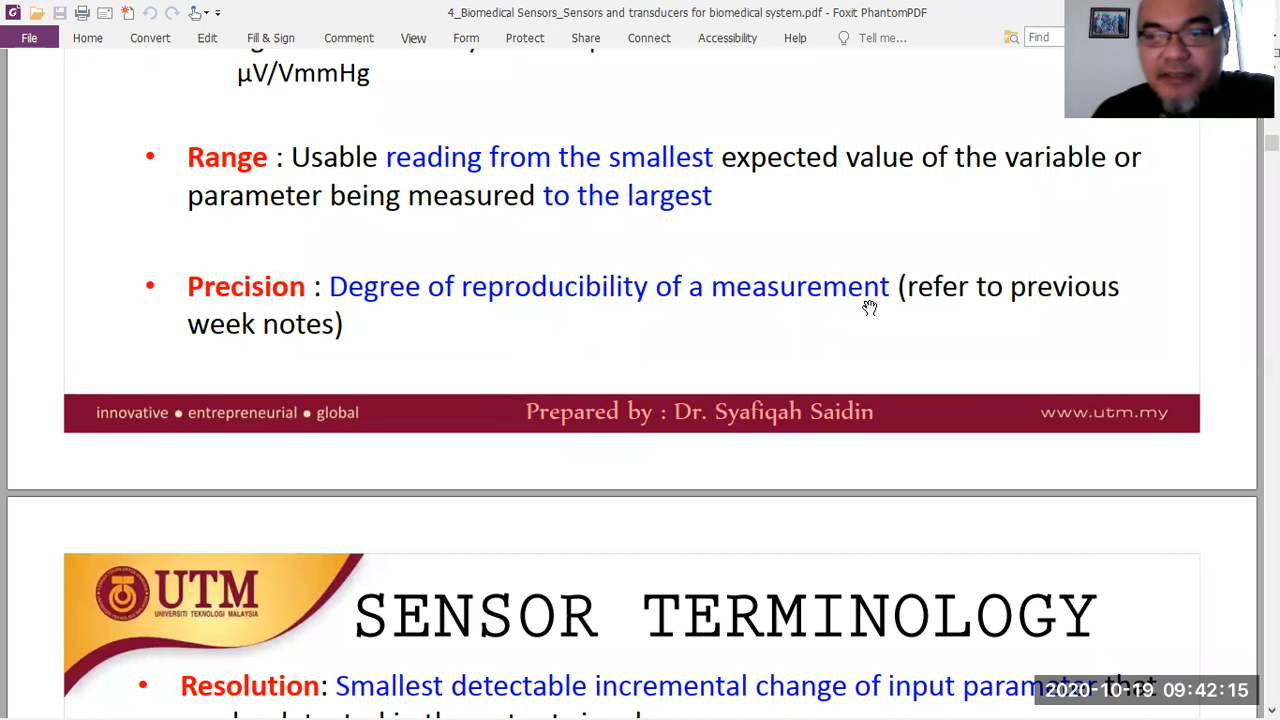 4_Biomedical Sensors_Sensors and transducers for biomedical system.pdf - Foxit PhantomPDF
File Home Convert Edit Fill & Sign Comment View Form Protect Share Connect Accessibility Help Tell me... Find
µV/VmmHg
• Range : Usable reading from the smallest expected value of the variable or
parameter being measured to the largest
• Precision : Degree of reproducibility of a measurement (refer to previous
week notes)
innovative ● entrepreneurial ● global Prepared by : Dr. Syafiqah Saidin www.utm.my
UTM
UNIVERSITI TEKNOLOGI MALAYSIA
SENSOR TERMINOLOGY
• Resolution: Smallest detectable incremental change of input parameter that
2020-10-19 09:42:15